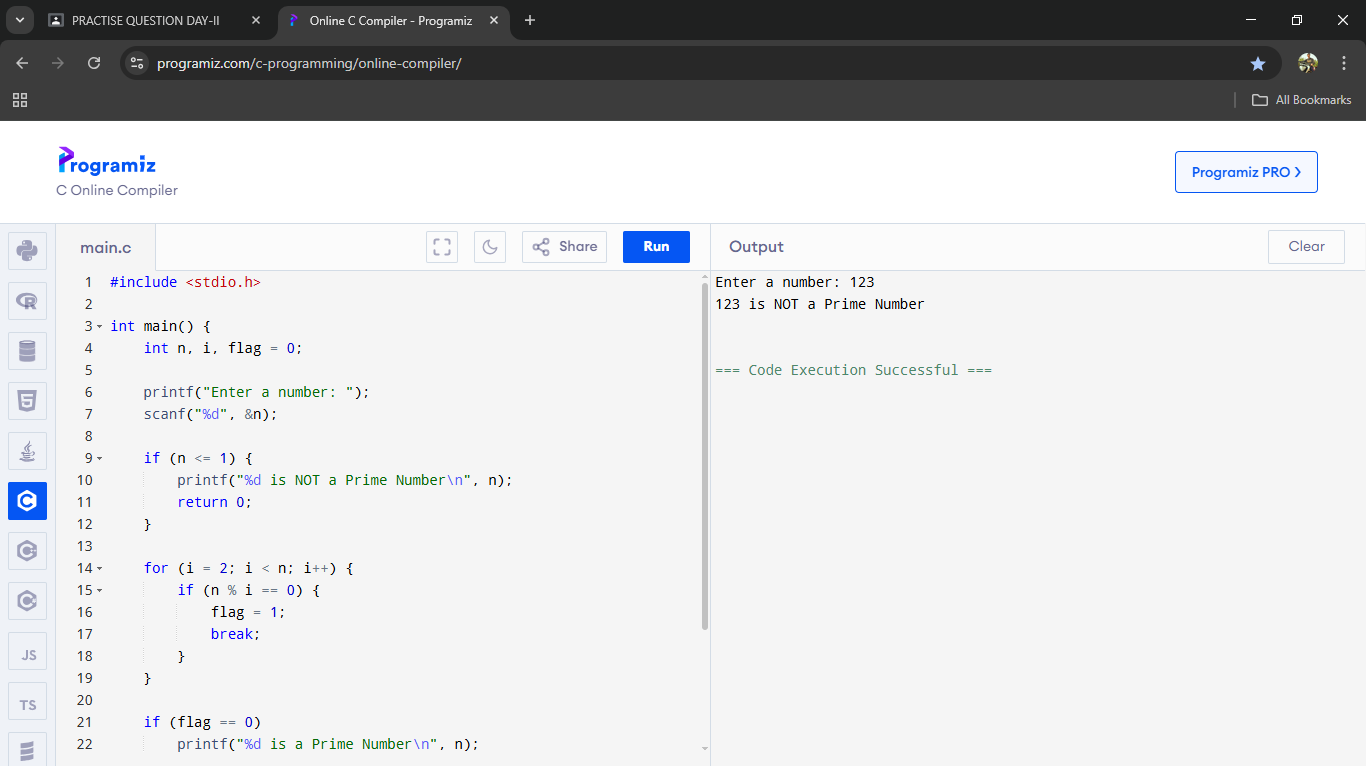 PRACTISE QUESTION DAY-II
Online C Compiler - Programiz
programiz.com/c-programming/online-compiler/
All Bookmarks
Programiz
C Online Compiler
Programiz PRO
main.c
Share
Run
Output
Clear
JS
TS
1 #include <stdio.h>
2
3 int main() {
4     int n, i, flag = 0;
5
6     printf("Enter a number: ");
7     scanf("%d", &n);
8
9     if (n <= 1) {
10         printf("%d is NOT a Prime Number\n", n);
11         return 0;
12     }
13
14     for (i = 2; i < n; i++) {
15         if (n % i == 0) {
16             flag = 1;
17             break;
18         }
19     }
20
21     if (flag == 0)
22         printf("%d is a Prime Number\n", n);
Enter a number: 123
123 is NOT a Prime Number
=== Code Execution Successful ===